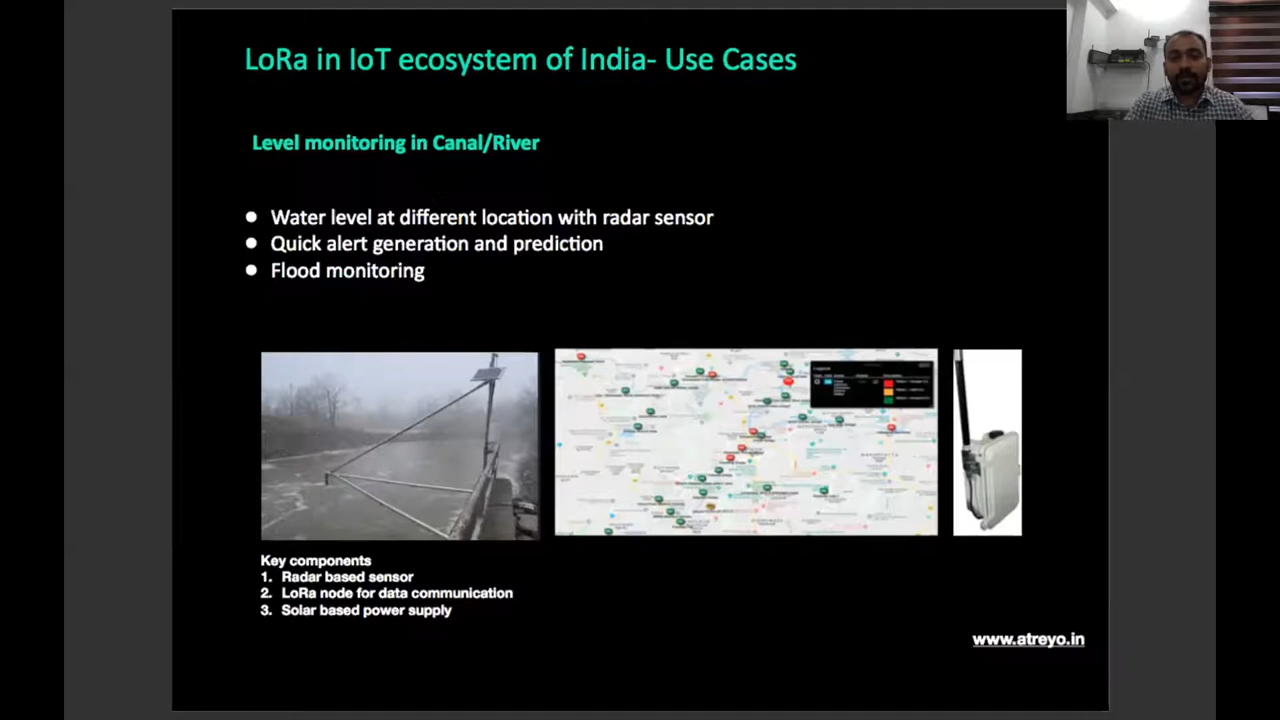 LoRa in IoT ecosystem of India- Use Cases
Level monitoring in Canal/River
● Water level at different location with radar sensor
● Quick alert generation and prediction
● Flood monitoring
Key components
1. Radar based sensor
2. LoRa node for data communication
3. Solar based power supply
www.atreyo.in